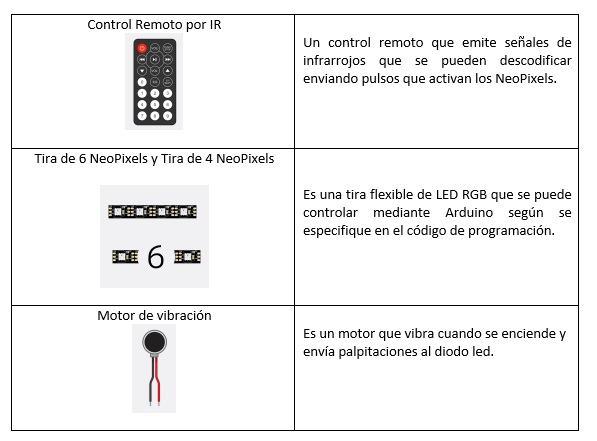 Control Remoto por IR
Un control remoto que emite señales de
infrarrojos que se pueden descodificar
enviando pulsos que activan los NeoPixels.
Tira de 6 NeoPixels y Tira de 4 NeoPixels
6
Es una tira flexible de LED RGB que se puede
controlar mediante Arduino según se
especifique en el código de programación.
Motor de vibración
Es un motor que vibra cuando se enciende y
envía palpitaciones al diodo led.